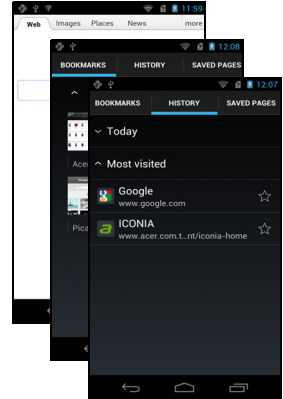 11:59
Web Images Places News more
12:08
BOOKMARKS HISTORY SAVED PAGES
Acer
Pica
12:07
BOOKMARKS HISTORY SAVED PAGES
Today
Most visited
Google
www.google.com
ICONIA
www.acer.com.t...nt/iconia-home